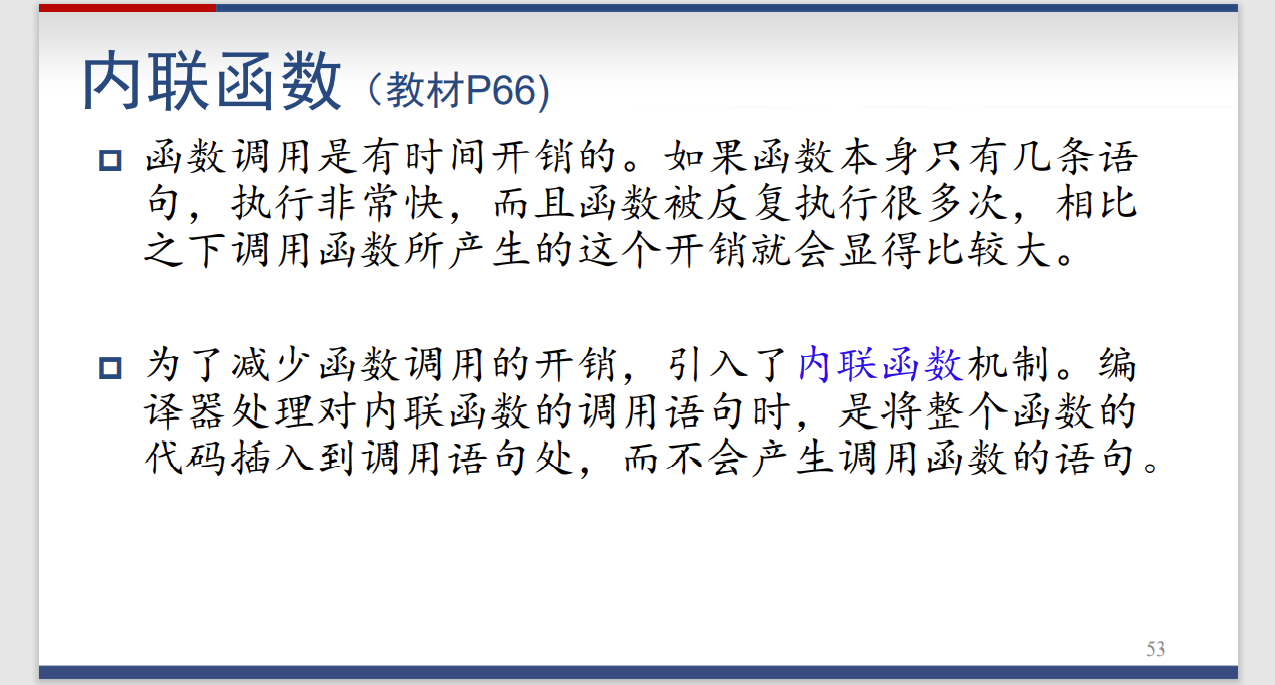 内联函数（教材P66)
函数调用是有时间开销的。如果函数本身只有几条语
句，执行非常快，而且函数被反复执行很多次，相比
之下调用函数所产生的这个开销就会显得比较大。
为了减少函数调用的开销，引入了内联函数机制。编
译器处理对内联函数的调用语句时，是将整个函数的
代码插入到调用语句处，而不会产生调用函数的语句。
53